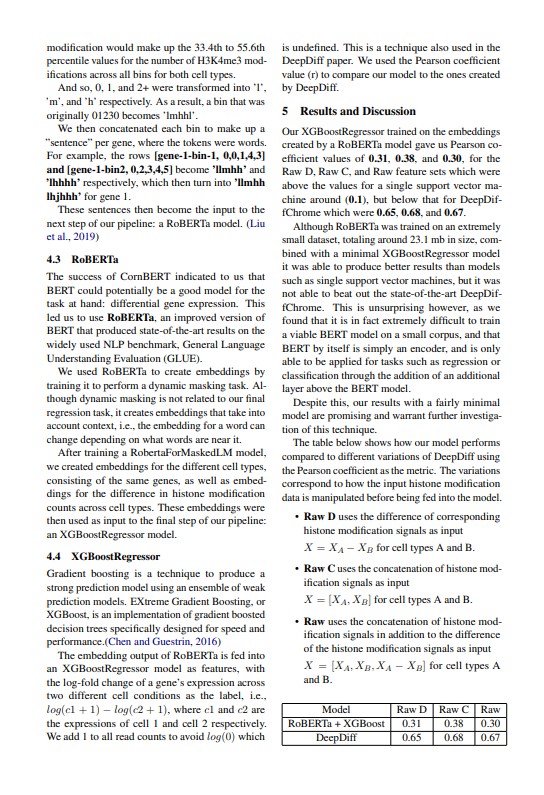 modification would make up the 33.4th to 55.6th
percentile values for the number of H3K4me3 mod-
ifications across all bins for both cell types.
And so, 0, 1, and 2+ were transformed into 'l',
'm', and 'h' respectively. As a result, a bin that was
originally 01230 becomes 'lmhhl'.
We then concatenated each bin to make up a
"sentence" per gene, where the tokens were words.
For example, the rows [gene-1-bin-1, 0,0,1,4,3]
and [gene-1-bin2, 0,2,3,4,5] become 'llmhh' and
'lhhhh' respectively, which then turn into 'llmhh
lhjhhh' for gene 1.
These sentences then become the input to the
next step of our pipeline: a RoBERTa model. (Liu
et al., 2019)
4.3 RoBERTa
The success of CornBERT indicated to us that
BERT could potentially be a good model for the
task at hand: differential gene expression. This
led us to use RoBERTa, an improved version of
BERT that produced state-of-the-art results on the
widely used NLP benchmark, General Language
Understanding Evaluation (GLUE).
We used RoBERTa to create embeddings by
training it to perform a dynamic masking task. Al-
though dynamic masking is not related to our final
regression task, it creates embeddings that take into
account context, i.e., the embedding for a word can
change depending on what words are near it.
After training a RobertaForMaskedLM model,
we created embeddings for the different cell types,
consisting of the same genes, as well as embed-
dings for the difference in histone modification
counts across cell types. These embeddings were
then used as input to the final step of our pipeline:
an XGBoostRegressor model.
4.4 XGBoostRegressor
Gradient boosting is a technique to produce a
strong prediction model using an ensemble of weak
prediction models. EXtreme Gradient Boosting, or
XGBoost, is an implementation of gradient boosted
decision trees specifically designed for speed and
performance.(Chen and Guestrin, 2016)
The embedding output of RoBERTa is fed into
an XGBoostRegressor model as features, with
the log-fold change of a gene's expression across
two different cell conditions as the label, i.e.,
log(c1 + 1) − log(c2 + 1), where c1 and c2 are
the expressions of cell 1 and cell 2 respectively.
We add 1 to all read counts to avoid log(0) which
is undefined. This is a technique also used in the
DeepDiff paper. We used the Pearson coefficient
value (r) to compare our model to the ones created
by DeepDiff.
5 Results and Discussion
Our XGBoostRegressor trained on the embeddings
created by a RoBERTa model gave us Pearson co-
efficient values of 0.31, 0.38, and 0.30, for the
Raw D, Raw C, and Raw feature sets which were
above the values for a single support vector ma-
chine around (0.1), but below that for DeepDif-
fChrome which were 0.65, 0.68, and 0.67.
Although RoBERTa was trained on an extremely
small dataset, totaling around 23.1 mb in size, com-
bined with a minimal XGBoostRegressor model
it was able to produce better results than models
such as single support vector machines, but it was
not able to beat out the state-of-the-art DeepDif-
fChrome. This is unsurprising however, as we
found that it is in fact extremely difficult to train
a viable BERT model on a small corpus, and that
BERT by itself is simply an encoder, and is only
able to be applied for tasks such as regression or
classification through the addition of an additional
layer above the BERT model.
Despite this, our results with a fairly minimal
model are promising and warrant further investiga-
tion of this technique.
The table below shows how our model performs
compared to different variations of DeepDiff using
the Pearson coefficient as the metric. The variations
correspond to how the input histone modification
data is manipulated before being fed into the model.
• Raw D uses the difference of corresponding
histone modification signals as input
X = X_A − X_B for cell types A and B.
• Raw C uses the concatenation of histone mod-
ification signals as input
X = [X_A, X_B] for cell types A and B.
• Raw uses the concatenation of histone mod-
ification signals in addition to the difference
of the histone modification signals as input
X = [X_A, X_B, X_A − X_B] for cell types A
and B.
Model Raw D Raw C Raw
RoBERTa + XGBoost 0.31 0.38 0.30
DeepDiff 0.65 0.68 0.67